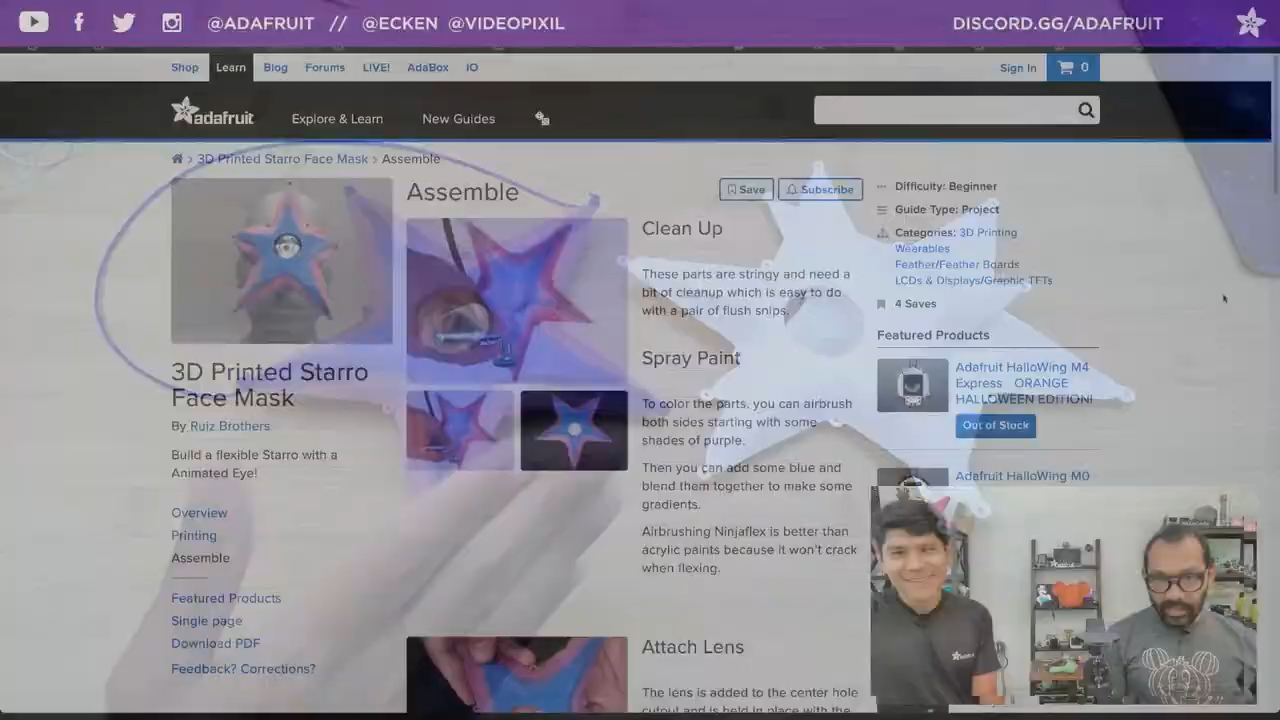 @ADAFRUIT // @ECKEN @VIDEOPIXIL
DISCORD.GG/ADAFRUIT
Shop
Learn
Blog
Forums
LIVE!
AdaBox
IO
Sign In
0
adafruit
Explore & Learn
New Guides
3D Printed Starro Face Mask > Assemble
3D Printed Starro
Face Mask
By Ruiz Brothers
Build a flexible Starro with a
Animated Eye!
Overview
Printing
Assemble
Featured Products
Single page
Download PDF
Feedback? Corrections?
Assemble
Save
Subscribe
Clean Up
These parts are stringy and need a
bit of cleanup which is easy to do
with a pair of flush snips.
Spray Paint
To color the parts, you can airbrush
both sides starting with some
shades of purple.
Then you can add some blue and
blend them together to make some
gradients.
Airbrushing Ninjaflex is better than
acrylic paints because it won't crack
when flexing.
Attach Lens
The lens is added to the center hole
cutout and is held in place with the
Difficulty: Beginner
Guide Type: Project
Categories: 3D Printing
Wearables
Feather/Feather Boards
LCDs & Displays/Graphic TFTs
4 Saves
Featured Products
Adafruit HalloWing M4
Express ORANGE
HALLOWEEN EDITION!
Out of Stock
Adafruit HalloWing M0